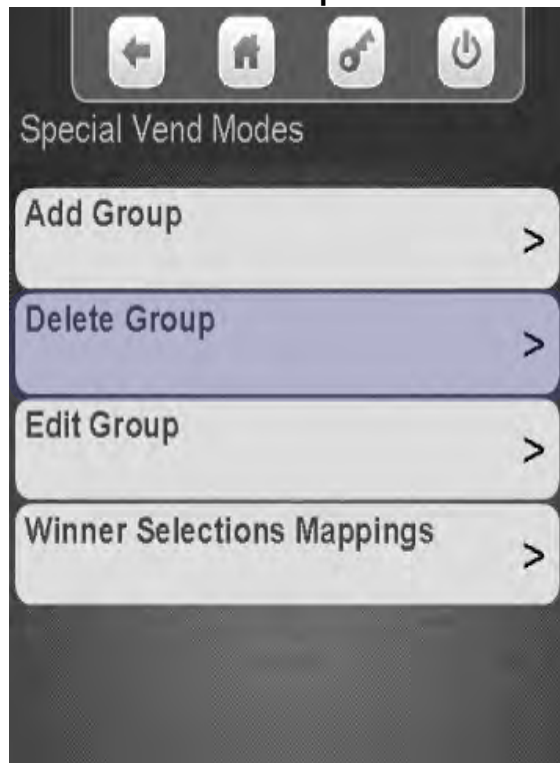 Special Vend Modes
Add Group
>
Delete Group
>
Edit Group
>
Winner Selections Mappings
>